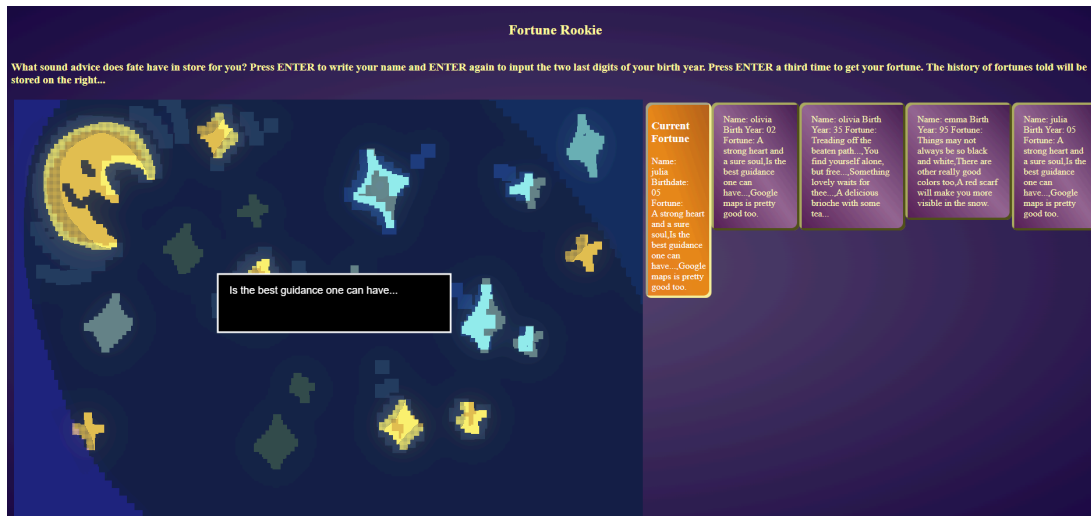 Fortune Rookie
What sound advice does fate have in store for you? Press ENTER to write your name and ENTER again to input the two last digits of your birth year. Press ENTER a third time to get your fortune. The history of fortunes told will be
stored on the right...
Is the best guidance one can have...
Current
Fortune
Name:
julia
Birthdate:
05
Fortune:
A strong heart
and a sure
soul,Is the
best guidance
one can
have...,Google
maps is pretty
good too.
Name: olivia
Birth Year: 02
Fortune: A
strong heart and
a sure soul,Is the
best guidance
one can
have...,Google
maps is pretty
good too.
Name: olivia Birth
Year: 35 Fortune:
Treading off the
beaten path...,You
find yourself alone,
but free...,Something
lovely waits for
thee...,A delicious
brioche with some
tea...
Name: emma Birth
Year: 95 Fortune:
Things may not
always be so black
and white,There are
other really good
colors too,A red scarf
will make you more
visible in the snow.
Name: julia
Birth Year: 05
Fortune: A
strong heart and
a sure soul,Is the
best guidance
one can
have...,Google
maps is pretty
good too.